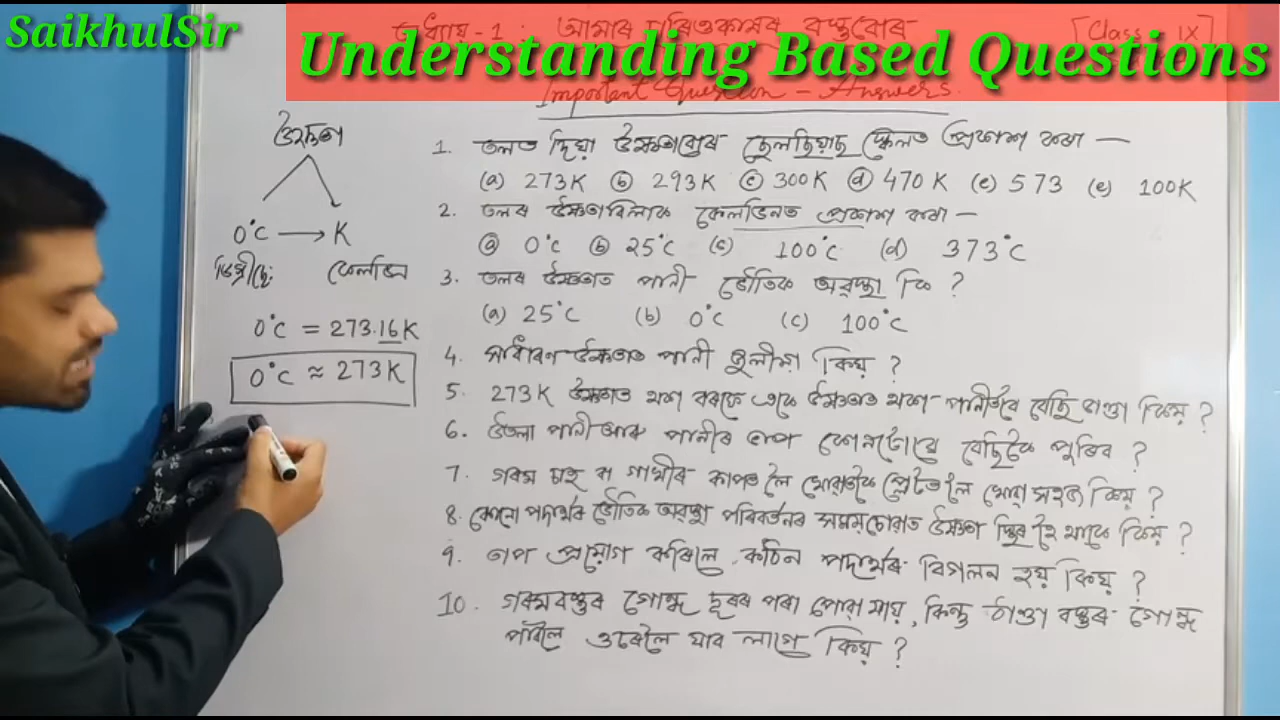 SaikhulSir
অধ্যায় - 1 : আমাৰ চাৰিওকাষৰ বস্তুবোৰ [Class IX]
Understanding Based Questions
Important Question - Answers.
উষ্ণতা
0°C → K
ডিগ্ৰীছে: কেলভিন
0°C = 273.16K
0°C ≈ 273K
1. তলত দিয়া উষ্ণতাবোৰ ছেলছিয়াছ স্কেলত প্ৰকাশ কৰা —
(a) 273K (b) 293K (c) 300K (d) 470K (e) 573 (e) 100K
2. তলৰ উষ্ণতাবিলাক কেলভিনত প্ৰকাশ কৰা —
(a) 0°C (b) 25°C (c) 100°C (d) 373°C
3. তলৰ উষ্ণতাত পানী ভৌতিক অৱস্থা কি ?
(a) 25°C (b) 0°C (c) 100°C
4. সাধাৰণ উষ্ণতাত পানী জুলীয়া কিয় ?
5. 273K উষ্ণতাত থকা বৰফে একে উষ্ণতাত থকা পানীতকৈ বেছি ঠাণ্ডা কিয় ?
6. উতলা পানী আৰু পানীৰ ভাপ কোনটোৱে বেছিকৈ পুৰিব ?
7. গৰম চাহ বা গাখীৰ কাপত লৈ খোৱাতকৈ প্লেটত লৈ খোৱা সহজ কিয় ?
8. কোনো পদাৰ্থৰ ভৌতিক অৱস্থা পৰিবৰ্তনৰ সময়ছোৱাত উষ্ণতা স্থিৰ হৈ থাকে কিয় ?
9. তাপ প্ৰয়োগ কৰিলে কঠিন পদাৰ্থৰ বিগলন হয় কিয় ?
10. গৰম বস্তুৰ গোন্ধ দূৰৰ পৰা পোৱা যায়, কিন্তু ঠাণ্ডা বস্তুৰ গোন্ধ
পাবলৈ ওচৰলৈ যাব লাগে কিয় ?